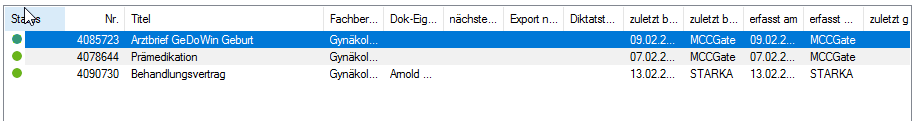 Status Nr. Titel Fachber... Dok-Eig... nächste... Export n... Diktatst... zuletzt b... zuletzt b... erfasst am erfasst ... zuletzt g
4085723 Arztbrief GeDoWin Geburt Gynäkol... 09.02.2... MCCGate 09.02.2... MCCGate
4078644 Prämedikation Gynäkol... 07.02.2... MCCGate 07.02.2... MCCGate
4090730 Behandlungsvertrag Gynäkol... Arnold ... 13.02.2... STARKA 13.02.2... STARKA